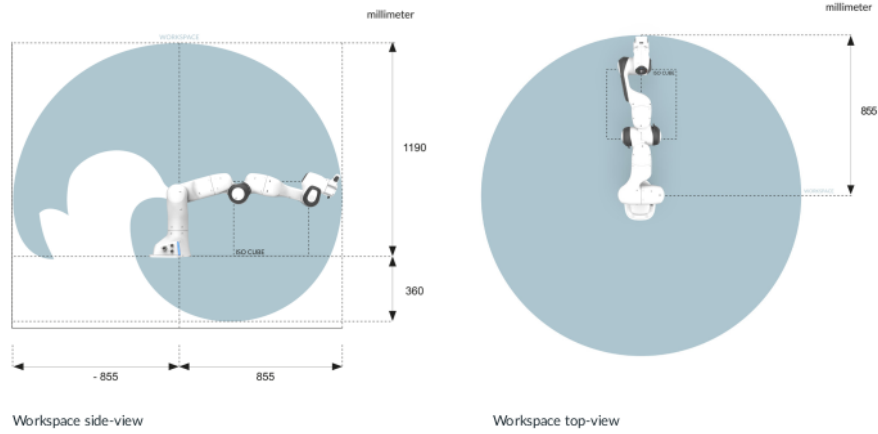 millimeter
WORKSPACE
1190
ISO CUBE
360
- 855
855
Workspace side-view
millimeter
ISO CUBE
855
WORKSPACE
Workspace top-view